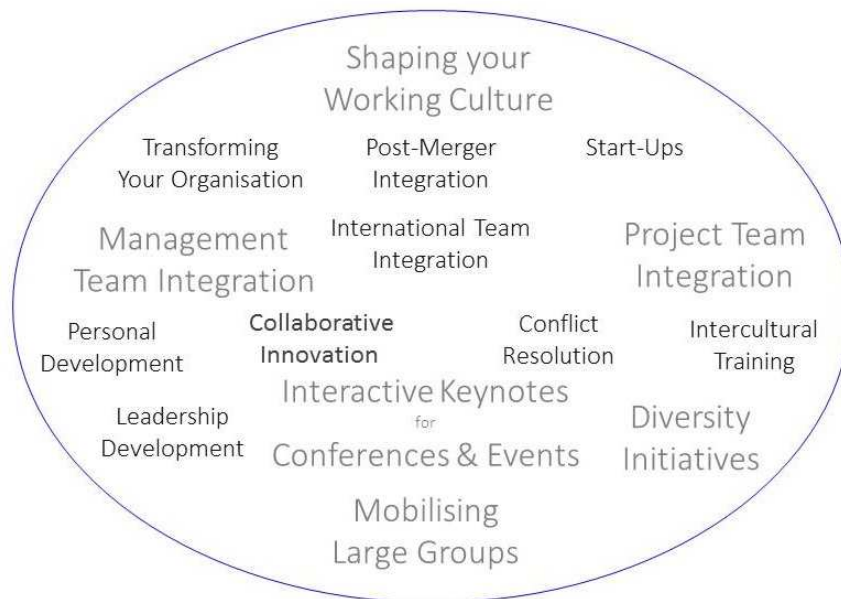 Shaping your
Working Culture
Transforming
Your Organisation
Post-Merger
Integration
Start-Ups
Management
Team Integration
International Team
Integration
Project Team
Integration
Personal
Development
Collaborative
Innovation
Conflict
Resolution
Intercultural
Training
Leadership
Development
Interactive Keynotes
for
Conferences & Events
Diversity
Initiatives
Mobilising
Large Groups